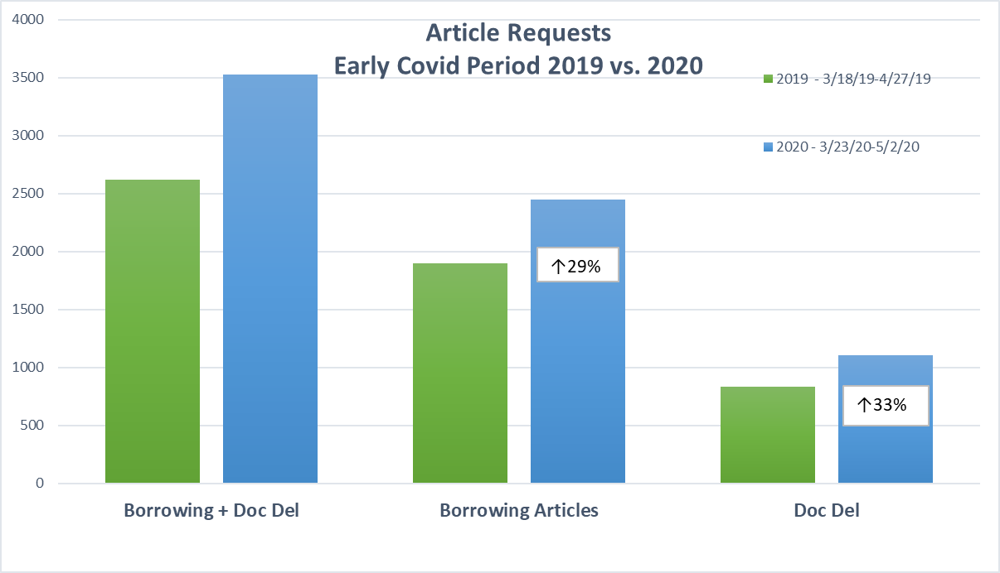 Article Requests
Early Covid Period 2019 vs. 2020
4000
3500
3000
2500
2000
1500
1000
500
0
2019 - 3/18/19-4/27/19
2020 - 3/23/20-5/2/20
↑29%
↑33%
Borrowing + Doc Del
Borrowing Articles
Doc Del